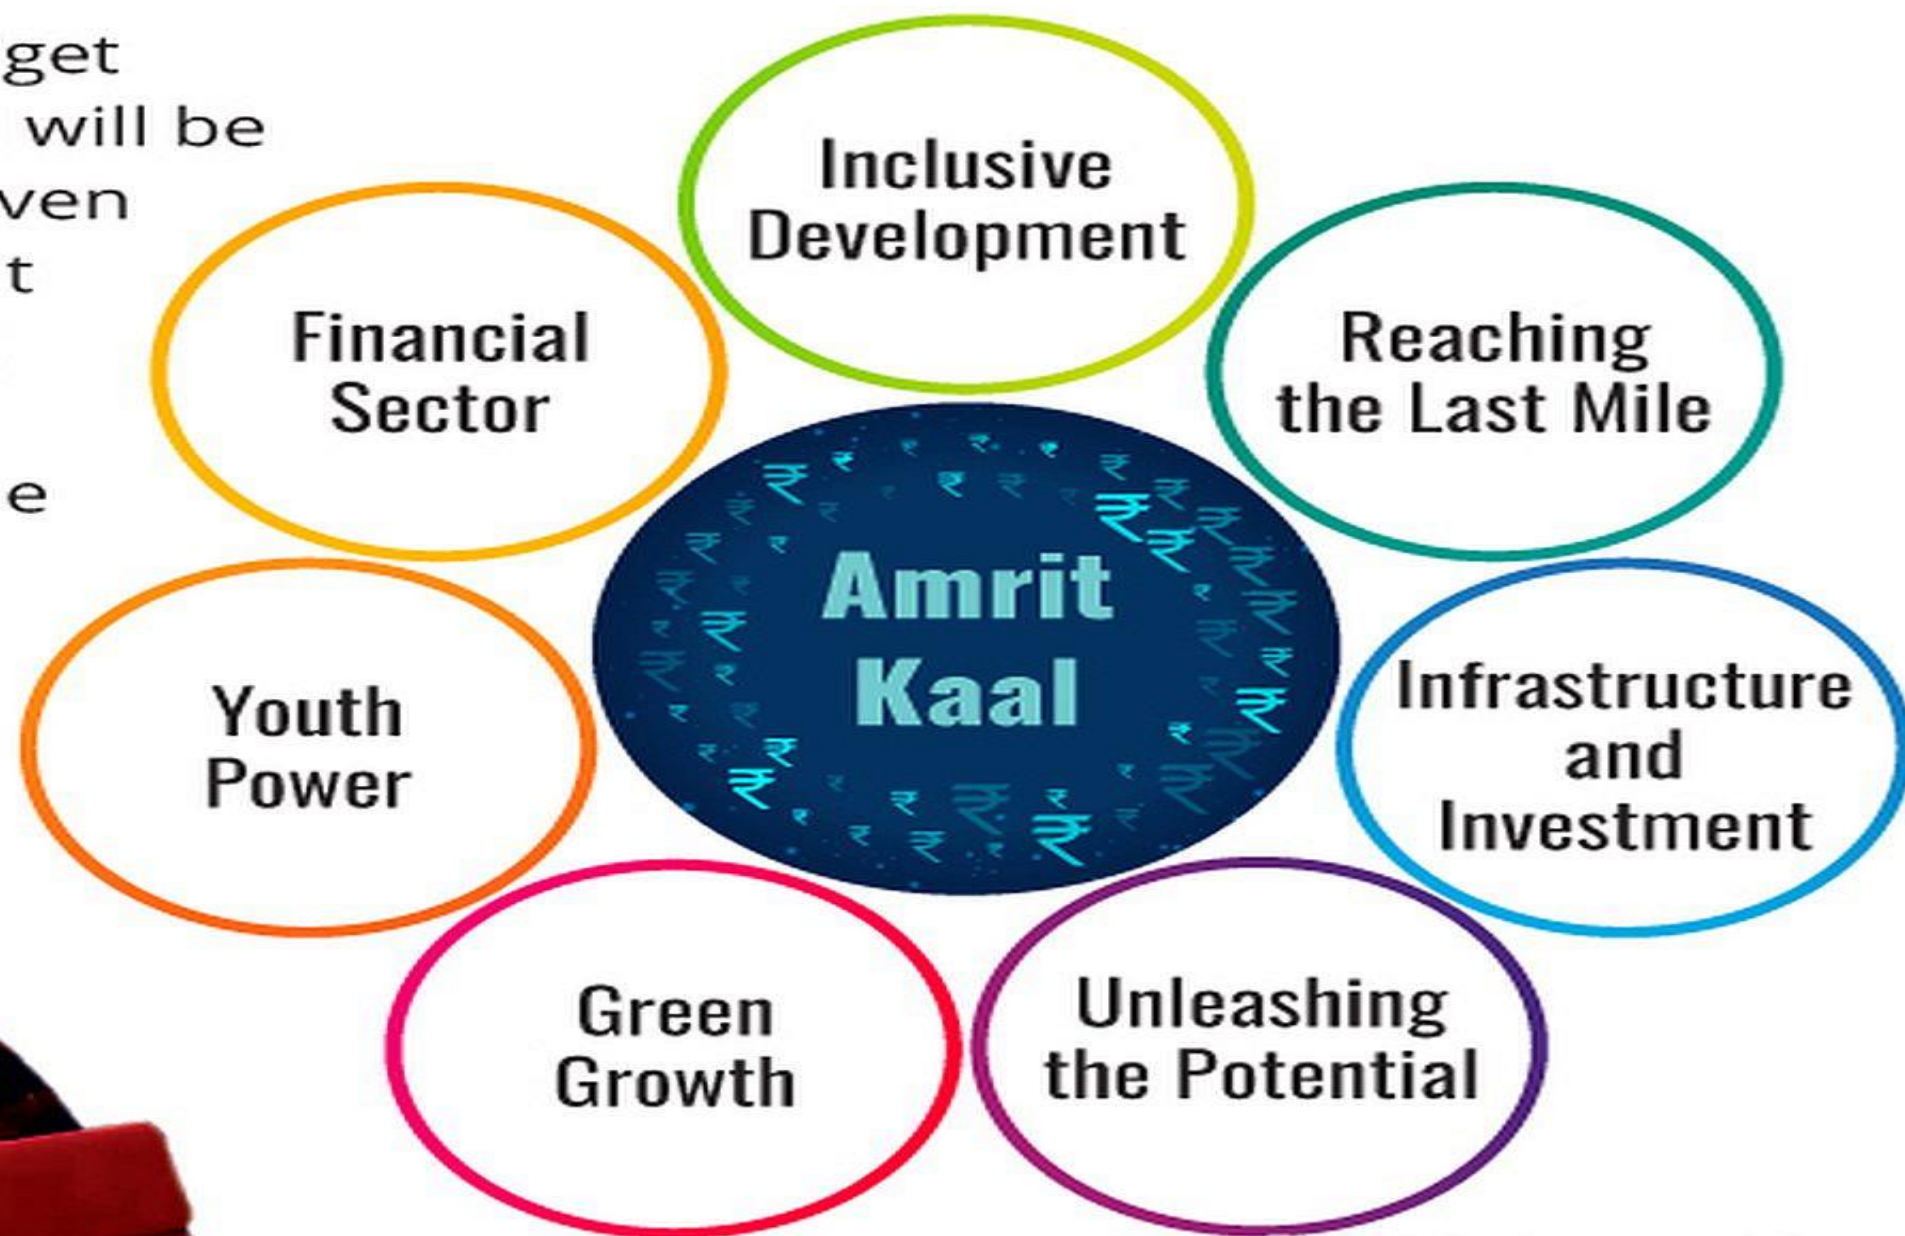 get
will be
ven
t
e
Inclusive
Development
Financial
Sector
Reaching
the Last Mile
Amrit
Kaal
Youth
Power
Infrastructure
and
Investment
Green
Growth
Unleashing
the Potential